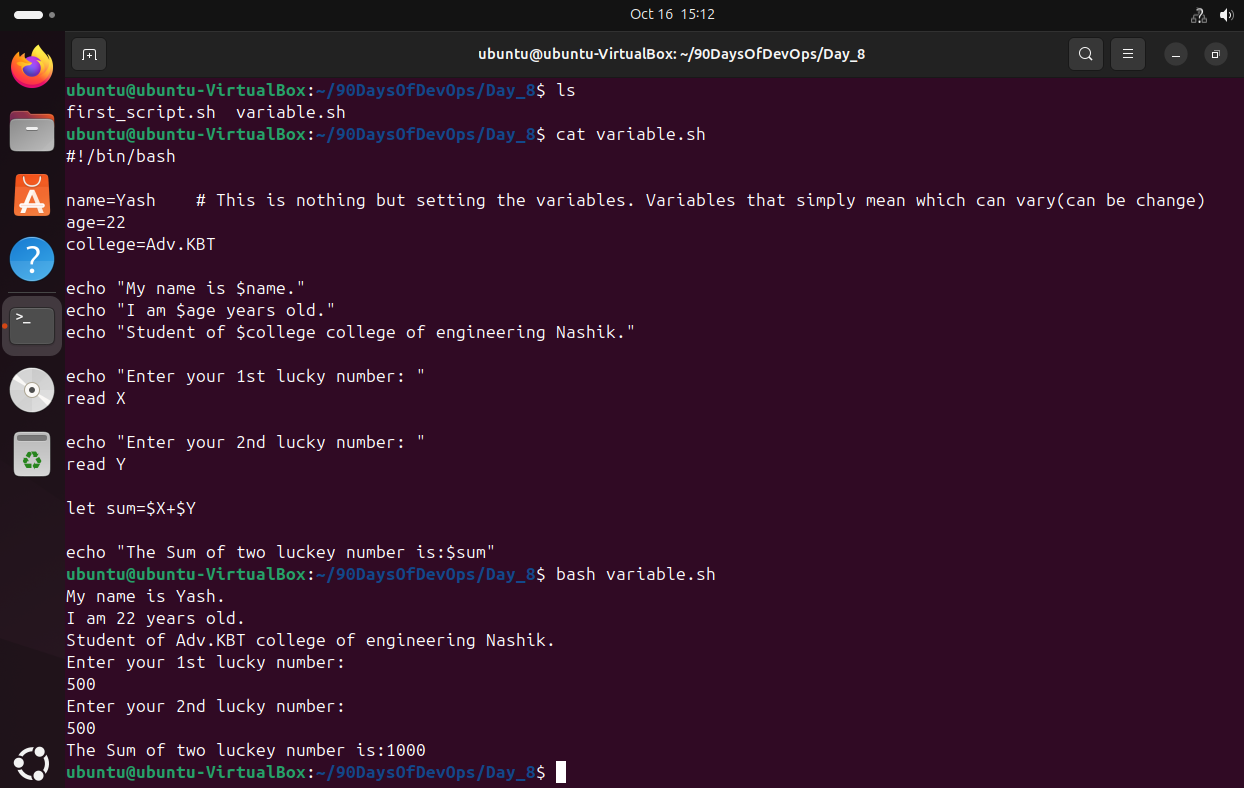 Oct 16 15:12
ubuntu@ubuntu-VirtualBox: ~/90DaysOfDevOps/Day_8
ubuntu@ubuntu-VirtualBox:~/90DaysOfDevOps/Day_8$ ls
first_script.sh  variable.sh
ubuntu@ubuntu-VirtualBox:~/90DaysOfDevOps/Day_8$ cat variable.sh
#!/bin/bash
name=Yash    # This is nothing but setting the variables. Variables that simply mean which can vary(can be change)
age=22
college=Adv.KBT
echo "My name is $name."
echo "I am $age years old."
echo "Student of $college college of engineering Nashik."
echo "Enter your 1st lucky number: "
read X
echo "Enter your 2nd lucky number: "
read Y
let sum=$X+$Y
echo "The Sum of two luckey number is:$sum"
ubuntu@ubuntu-VirtualBox:~/90DaysOfDevOps/Day_8$ bash variable.sh
My name is Yash.
I am 22 years old.
Student of Adv.KBT college of engineering Nashik.
Enter your 1st lucky number:
500
Enter your 2nd lucky number:
500
The Sum of two luckey number is:1000
ubuntu@ubuntu-VirtualBox:~/90DaysOfDevOps/Day_8$